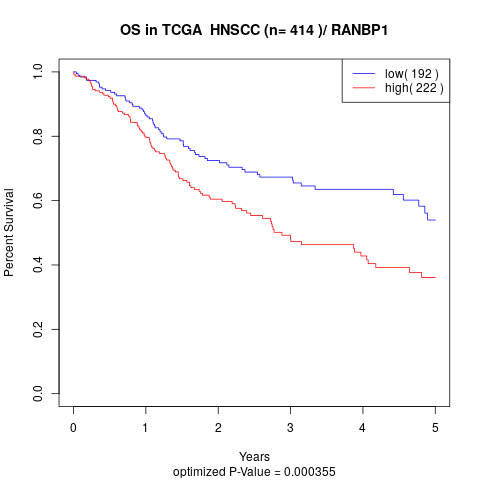 OS in TCGA  HNSCC (n= 414 )/ RANBP1
low( 192 )
high( 222 )
Percent Survival
1.0
0.8
0.6
0.4
0.2
0.0
0 1 2 3 4 5
Years
optimized P-Value = 0.000355